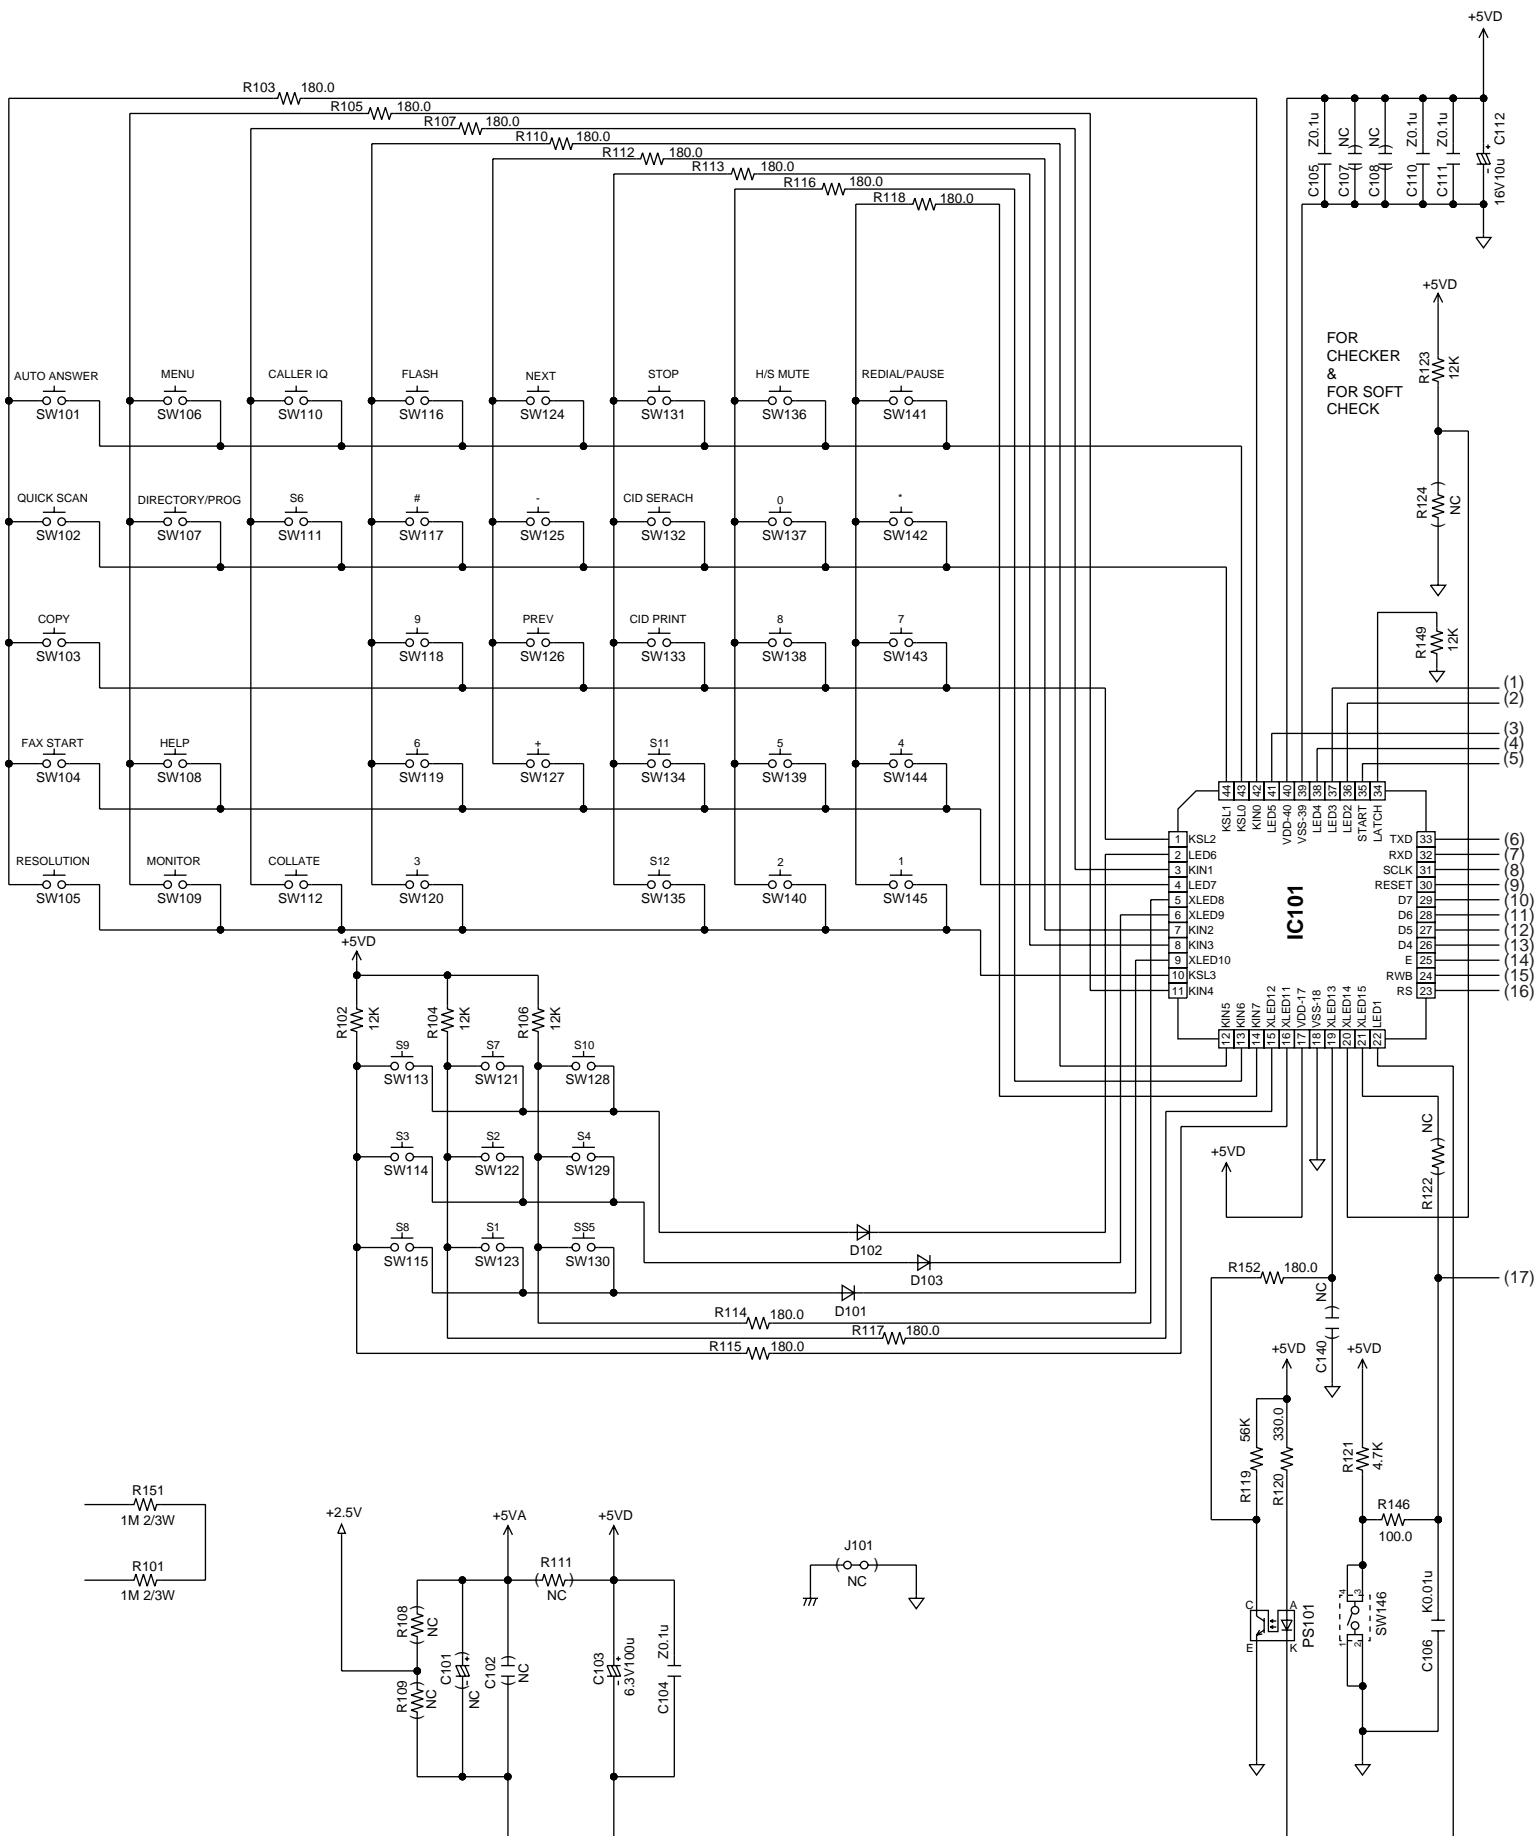 +5VD
R103 180.0
R105 180.0
R107 180.0
R110 180.0
R112 180.0
R113 180.0
R116 180.0
R118 180.0
C105 Z0.1u
C107 NC
C108 NC
C110 Z0.1u
C111 Z0.1u
16V10u C112
+ -
+5VD
FOR
CHECKER
&
FOR SOFT
CHECK
R123
12K
R124
NC
R149
12K
AUTO ANSWER MENU CALLER IQ FLASH NEXT STOP H/S MUTE REDIAL/PAUSE
SW101 SW106 SW110 SW116 SW124 SW131 SW136 SW141
QUICK SCAN DIRECTORY/PROG S6 # - CID SERACH 0 *
SW102 SW107 SW111 SW117 SW125 SW132 SW137 SW142
COPY 9 PREV CID PRINT 8 7
SW103 SW118 SW126 SW133 SW138 SW143
FAX START HELP 6 + S11 5 4
SW104 SW108 SW119 SW127 SW134 SW139 SW144
RESOLUTION MONITOR COLLATE 3 S12 2 1
SW105 SW109 SW112 SW120 SW135 SW140 SW145
(1)
(2)
(3)
(4)
(5)
44 43 42 41 40 39 38 37 36 35 34
KSL1 KSL0 KIN0 LED5 VDD-40 VSS-39 LED4 LED3 LED2 START LATCH
1 KSL2
2 LED6
3 KIN1
4 LED7
5 XLED8
6 XLED9
7 KIN2
8 KIN3
9 XLED10
10 KSL3
11 KIN4
IC101
TXD 33 (6)
RXD 32 (7)
SCLK 31 (8)
RESET 30 (9)
D7 29 (10)
D6 28 (11)
D5 27 (12)
D4 26 (13)
E 25 (14)
RWB 24 (15)
RS 23 (16)
KIN5 KIN6 KIN7 XLED12 XLED11 VDD-17 VSS-18 XLED13 XLED14 XLED15 LED1
12 13 14 15 16 17 18 19 20 21 22
+5VD
R102 12K
R104 12K
R106 12K
S9 S7 S10
SW113 SW121 SW128
S3 S2 S4
SW114 SW122 SW129
S8 S1 SS5
SW115 SW123 SW130
D102
D103
D101
R114 180.0
R117 180.0
R115 180.0
+5VD
NC
R122
(17)
R152 180.0
NC
C140
+5VD +5VD
56K
R119
330.0
R120
R121
4.7K
R146
100.0
C A
E K
PS101
4 3
1 2
SW146
K0.01u
C106
R151
1M 2/3W
R101
1M 2/3W
+2.5V +5VA +5VD
R111
NC
R108
NC
R109
NC
C101
+ -
NC
C102
NC
C103
+ -
6.3V100u
Z0.1u
C104
J101
NC